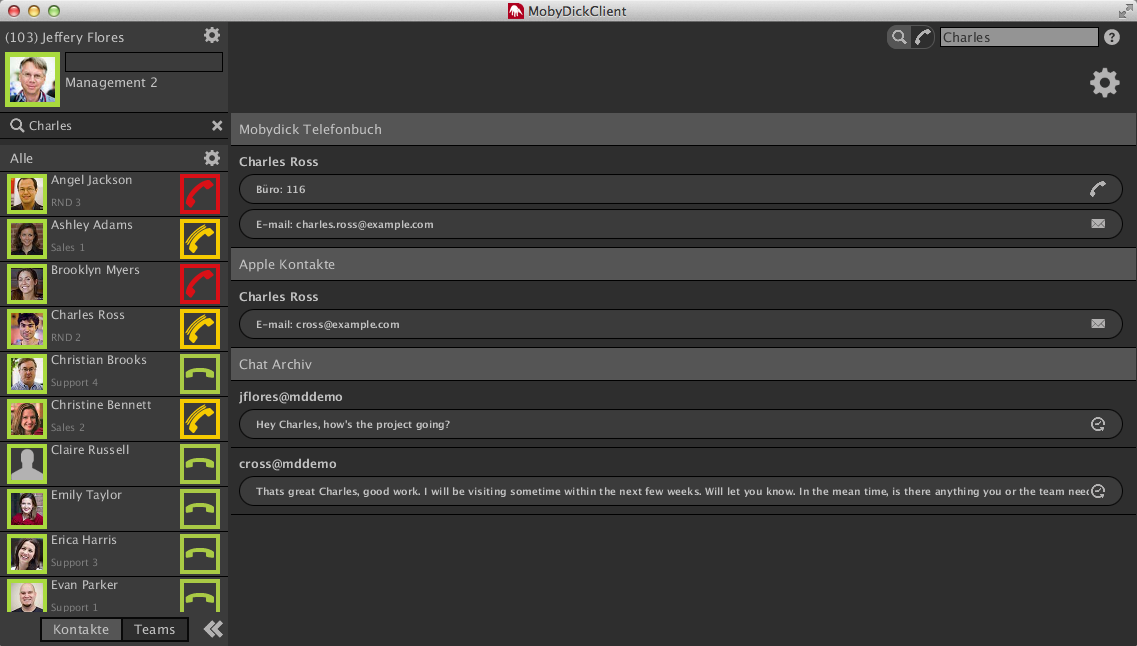 MobyDickClient
(103) Jeffery Flores
Management 2
Charles
Alle
Angel Jackson
RND 3
Ashley Adams
Sales 1
Brooklyn Myers
Charles Ross
RND 2
Christian Brooks
Support 4
Christine Bennett
Sales 2
Claire Russell
Emily Taylor
Erica Harris
Support 3
Evan Parker
Support 1
Kontakte
Teams
Charles
?
Mobydick Telefonbuch
Charles Ross
Büro: 116
E-mail: charles.ross@example.com
Apple Kontakte
Charles Ross
E-mail: cross@example.com
Chat Archiv
jflores@mddemo
Hey Charles, how's the project going?
cross@mddemo
Thats great Charles, good work. I will be visiting sometime within the next few weeks. Will let you know. In the mean time, is there anything you or the team nee